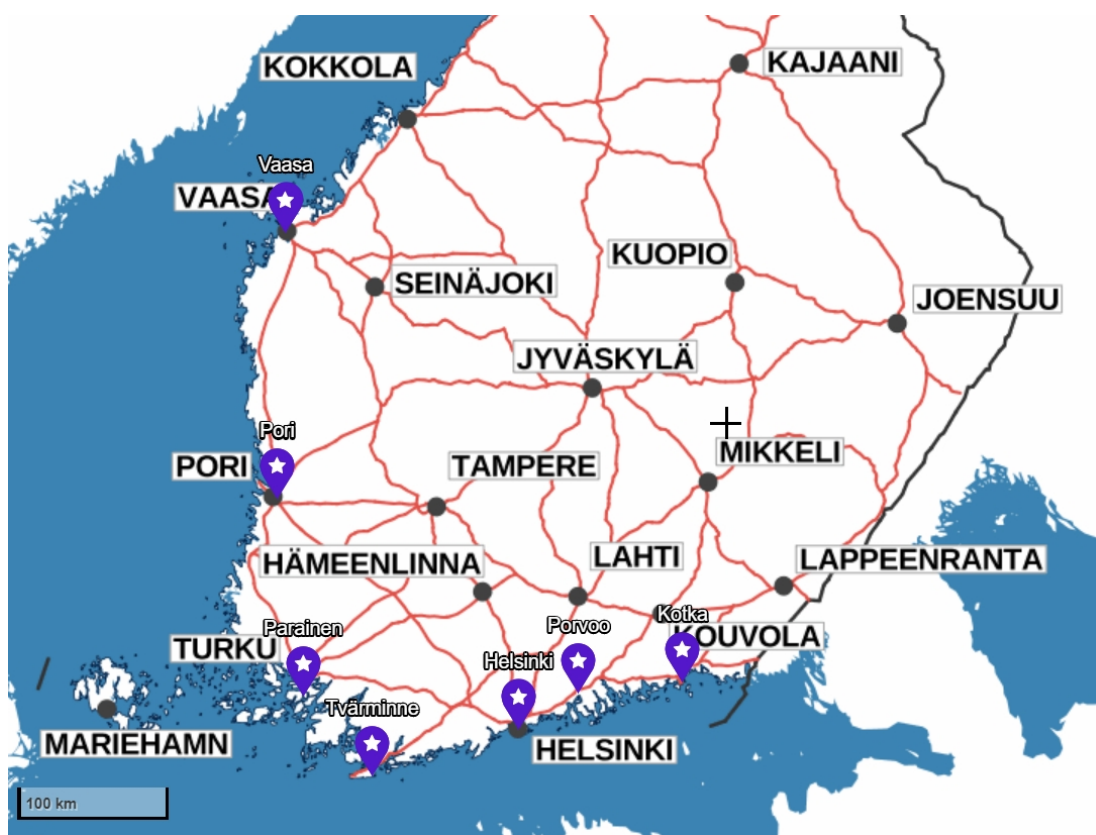 KOKKOLA
KAJAANI
Vaasa
VAASA
KUOPIO
SEINÄJOKI
JOENSUU
JYVÄSKYLÄ
Pori
MIKKELI
PORI
TAMPERE
HÄMEENLINNA
LAHTI
LAPPEENRANTA
Kotka
Parainen
Porvoo
KOUVOLA
TURKU
Helsinki
Tvärminne
MARIEHAMN
HELSINKI
100 km